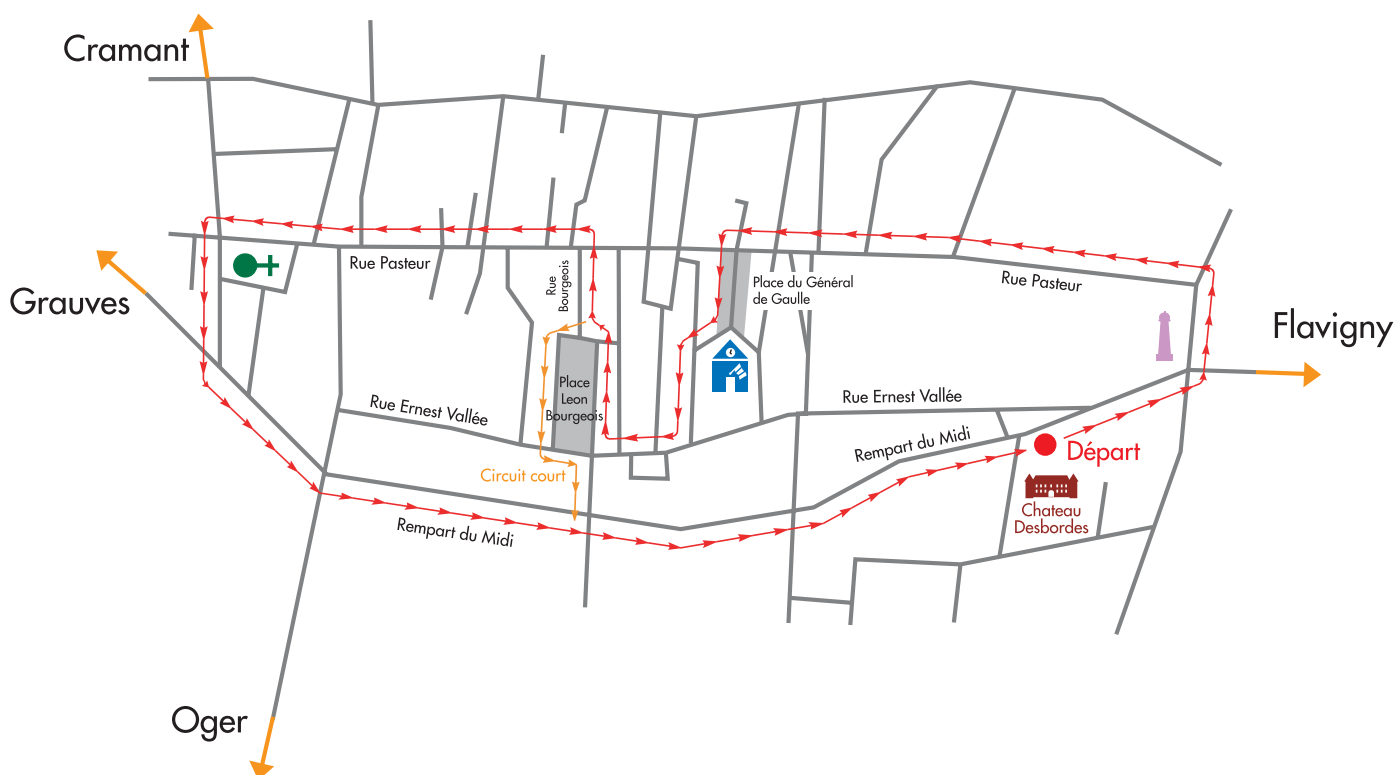 Cramant
Grauves
Rue Pasteur
Rue
Bourgeois
Place du Général
de Gaulle
Rue Pasteur
Flavigny
Place
Leon
Bourgeois
Rue Ernest Vallée
Rue Ernest Vallée
Rempart du Midi
Départ
Circuit court
Chateau
Desbordes
Rempart du Midi
Oger